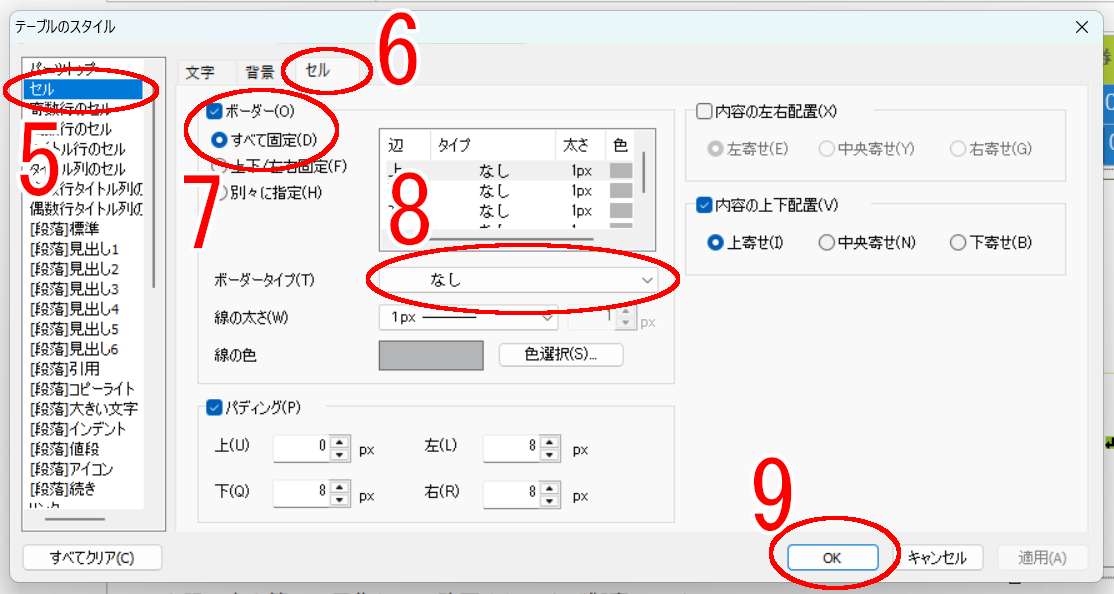 テーブルのスタイル
パーツトップ
セル
奇数行のセル
行のセル
トル行のセル
タイトル列のセル
行タイトル列の
偶数行タイトル列の
[段落]標準
[段落]見出し1
[段落]見出し2
[段落]見出し3
[段落]見出し4
[段落]見出し5
[段落]見出し6
[段落]引用
[段落]コピーライト
[段落]大きい文字
[段落]インデント
[段落]値段
[段落]アイコン
[段落]続き
リンク
すべてクリア(C)
5
文字 背景 セル
6
ボーダー(O)
すべて固定(D)
上下/左右固定(F)
別々に指定(H)
7
辺 タイプ 太さ 色
上 なし 1px
なし 1px
なし 1px
8
ボーダータイプ(T) なし
線の太さ(W) 1px 1 px
線の色 色選択(S)...
パディング(P)
上(U) 0 px 左(L) 8 px
下(Q) 8 px 右(R) 8 px
内容の左右配置(X)
左寄せ(E) 中央寄せ(Y) 右寄せ(G)
内容の上下配置(V)
上寄せ(I) 中央寄せ(N) 下寄せ(B)
9
OK キャンセル 適用(A)